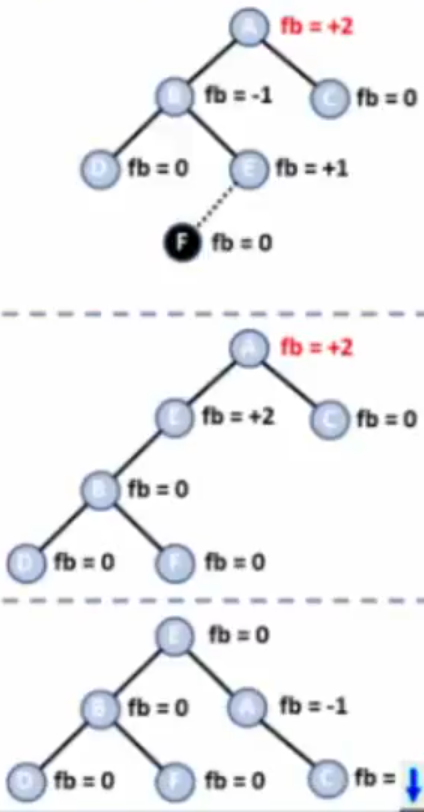 A fb = +2
B fb = -1 C fb = 0
D fb = 0 E fb = +1
F fb = 0
A fb = +2
E fb = +2 C fb = 0
B fb = 0
D fb = 0 F fb = 0
E fb = 0
B fb = 0 A fb = -1
D fb = 0 F fb = 0 C fb =